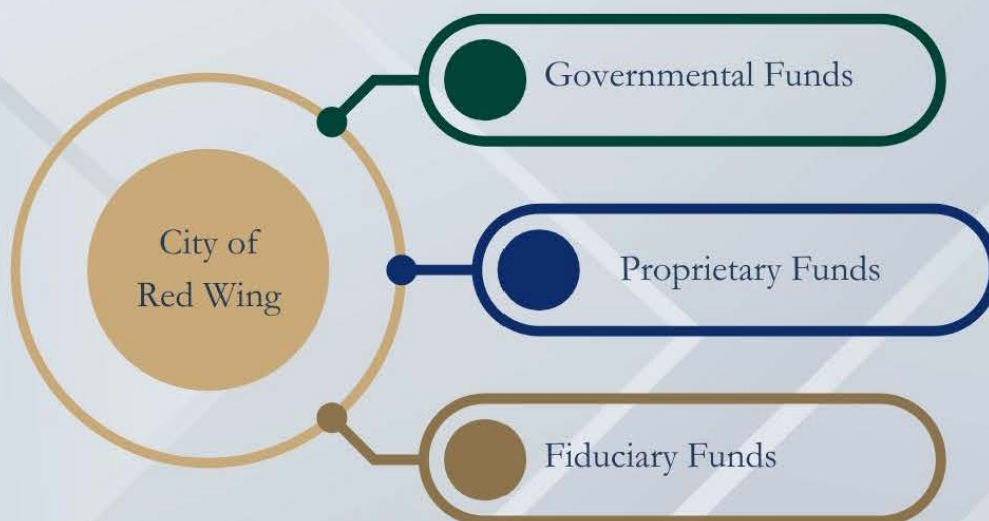 City of
Red Wing
Governmental Funds
Proprietary Funds
Fiduciary Funds